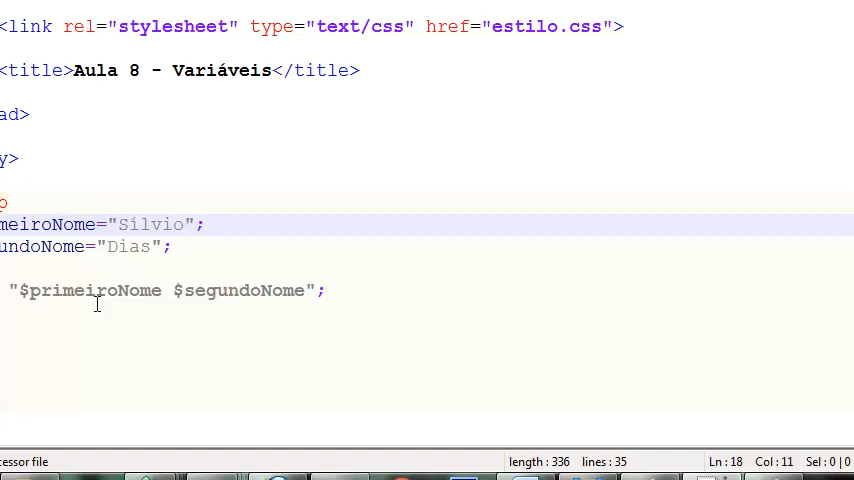 <link rel="stylesheet" type="text/css" href="estilo.css">
<title>Aula 8 - Variáveis</title>
ad>
y>
p
meiroNome="Sílvio";
undoNome="Dias";
"$primeiroNome $segundoNome";
cessor file length : 336 lines : 35 Ln : 18 Col : 11 Sel : 0 | 0